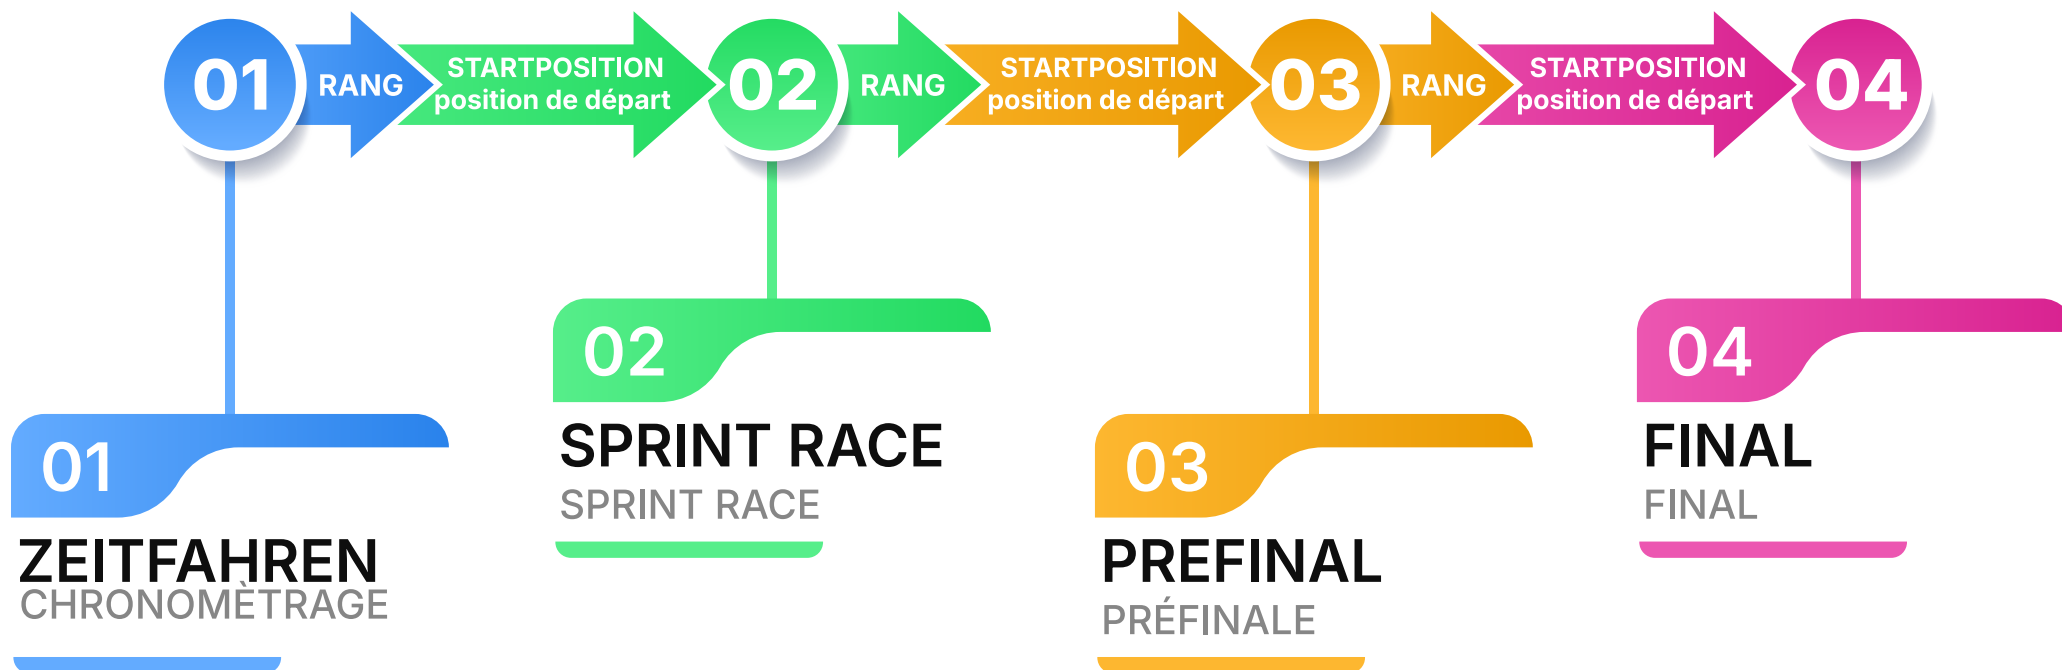 01
RANG
STARTPOSITION
position de départ
02
RANG
STARTPOSITION
position de départ
03
RANG
STARTPOSITION
position de départ
04
01
ZEITFAHREN
CHRONOMÈTRAGE
02
SPRINT RACE
SPRINT RACE
03
PREFINAL
PRÉFINALE
04
FINAL
FINAL